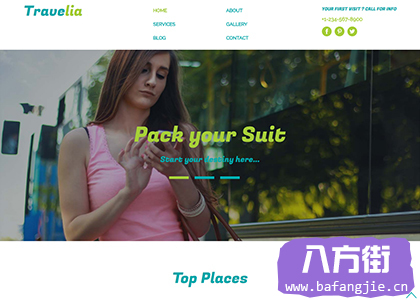 Travelia
HOME
ABOUT
SERVICES
GALLERY
BLOG
CONTACT
YOUR FIRST VISIT ? CALL FOR INFO
+1-234-567-8900
Pack your Suit
Start your Jouney here...
Top Places
八方街
www.bafangjie.cn